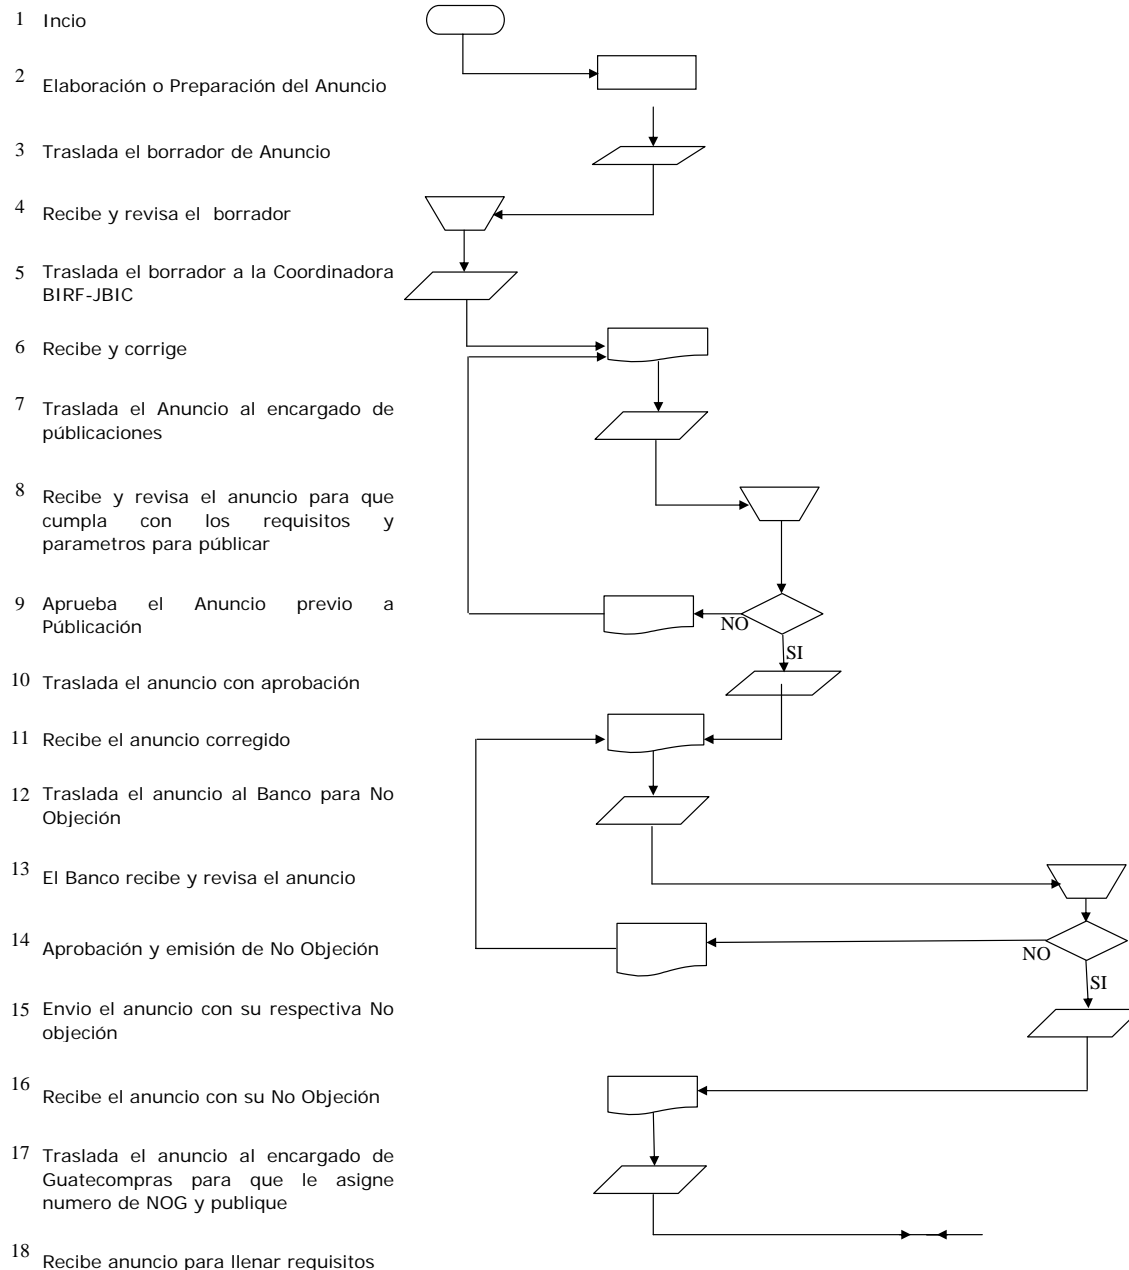 1 Incio
2 Elaboración o Preparación del Anuncio
3 Traslada el borrador de Anuncio
4 Recibe y revisa el borrador
5 Traslada el borrador a la Coordinadora
BIRF-JBIC
6 Recibe y corrige
7 Traslada el Anuncio al encargado de
públicaciones
8 Recibe y revisa el anuncio para que
cumpla con los requisitos y
parametros para públicar
9 Aprueba el Anuncio previo a
Públicación
NO
SI
10 Traslada el anuncio con aprobación
11 Recibe el anuncio corregido
12 Traslada el anuncio al Banco para No
Objeción
13 El Banco recibe y revisa el anuncio
14 Aprobación y emisión de No Objeción
NO
SI
15 Envio el anuncio con su respectiva No
objeción
16 Recibe el anuncio con su No Objeción
17 Traslada el anuncio al encargado de
Guatecompras para que le asigne
numero de NOG y publique
18 Recibe anuncio para llenar requisitos